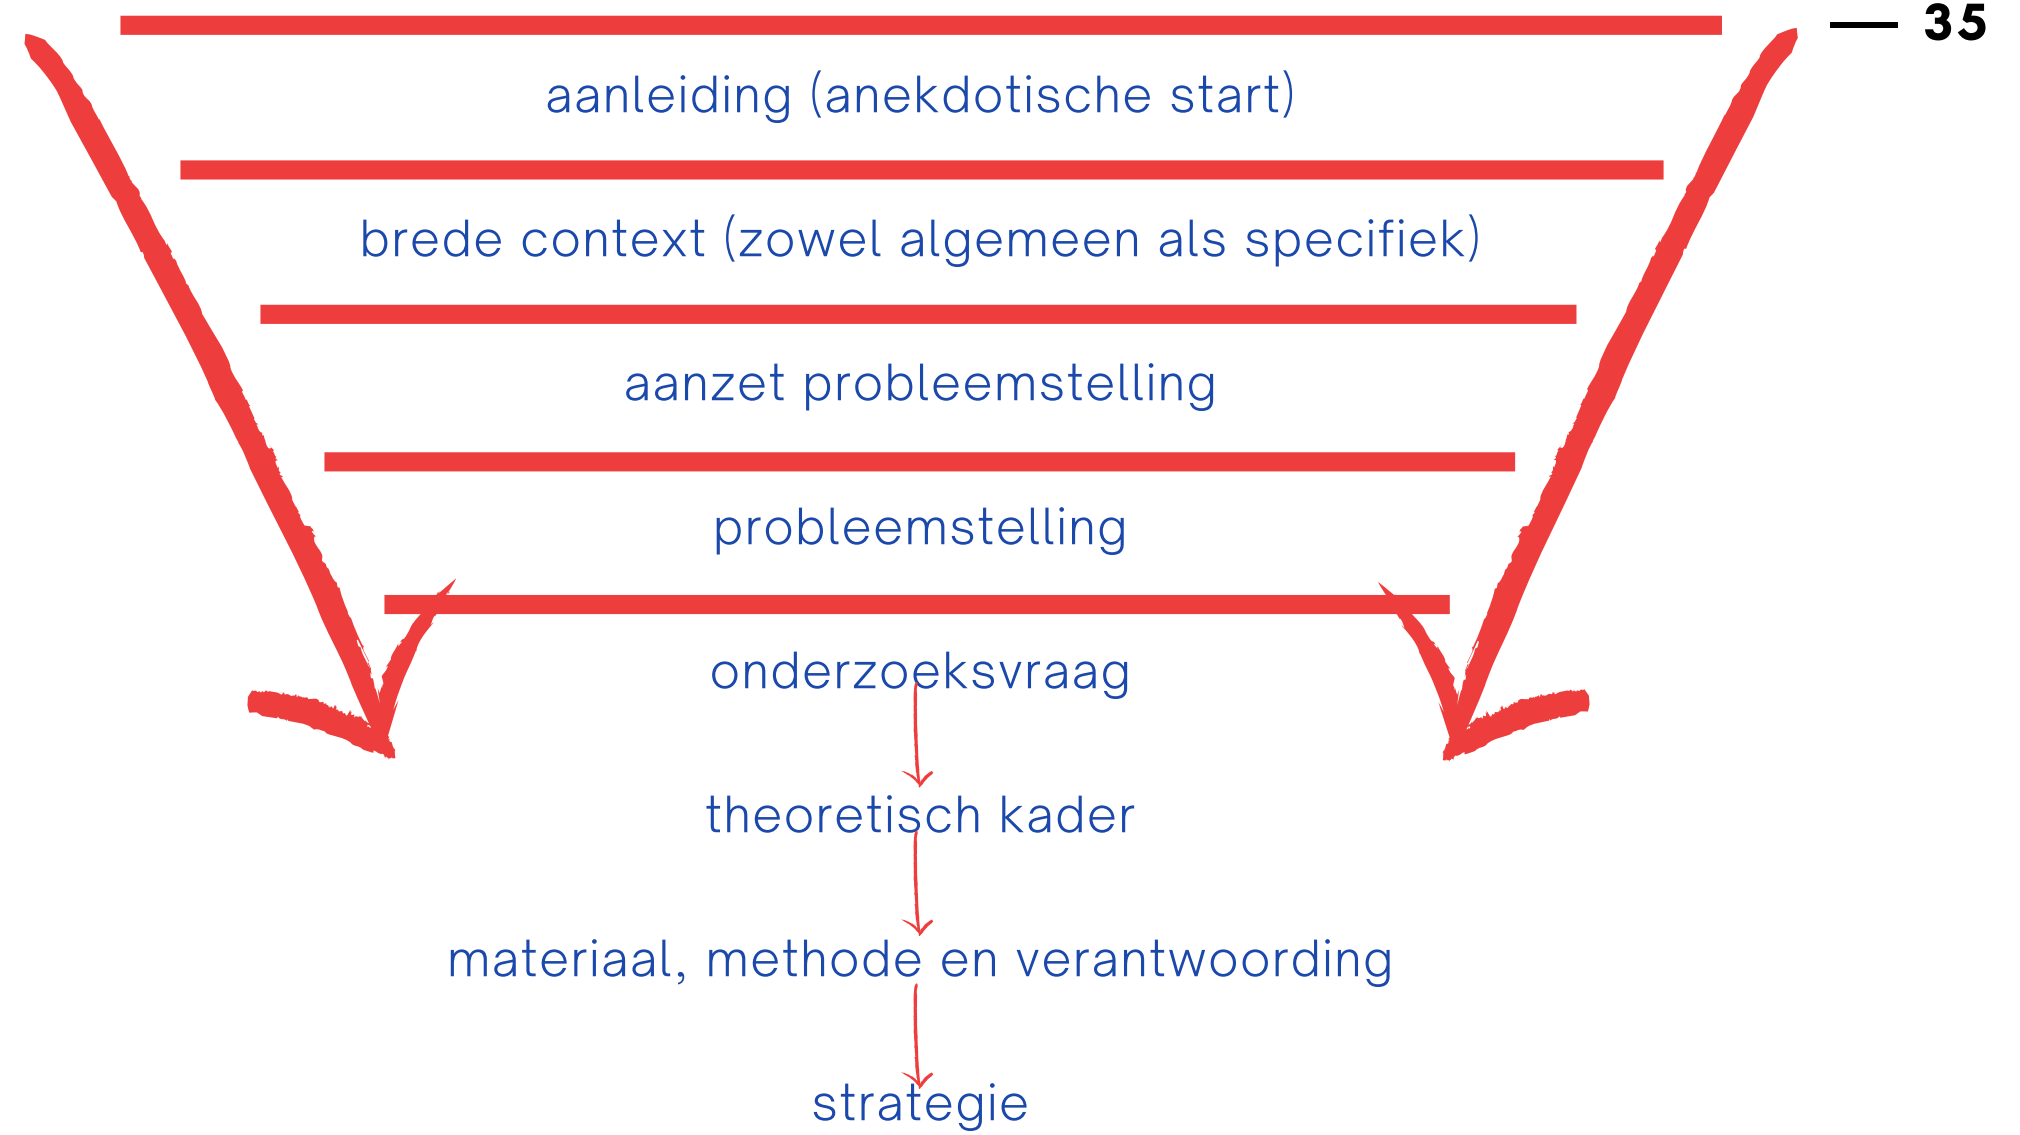 35
aanleiding (anekdotische start)
brede context (zowel algemeen als specifiek)
aanzet probleemstelling
probleemstelling
onderzoeksvraag
theoretisch kader
materiaal, methode en verantwoording
strategie